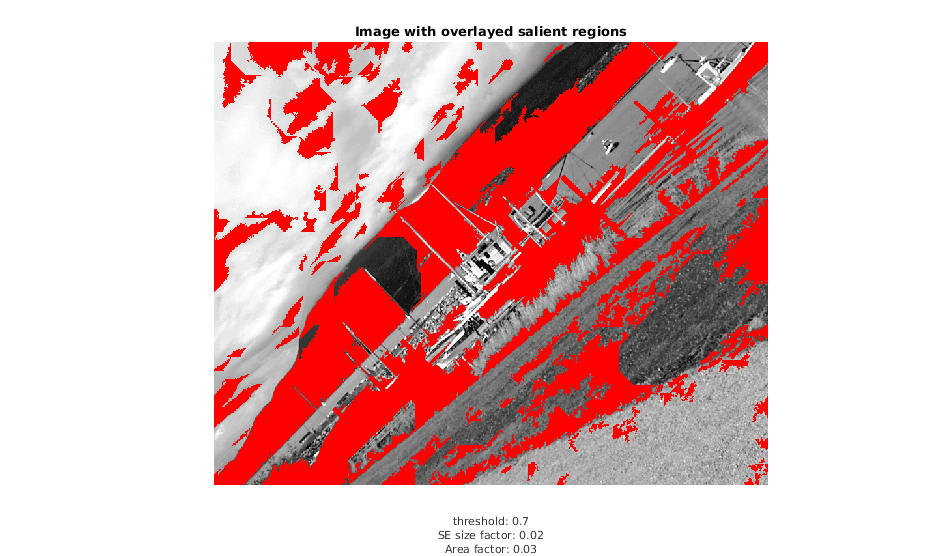 Image with overlayed salient regions
threshold: 0.7
SE size factor: 0.02
Area factor: 0.03